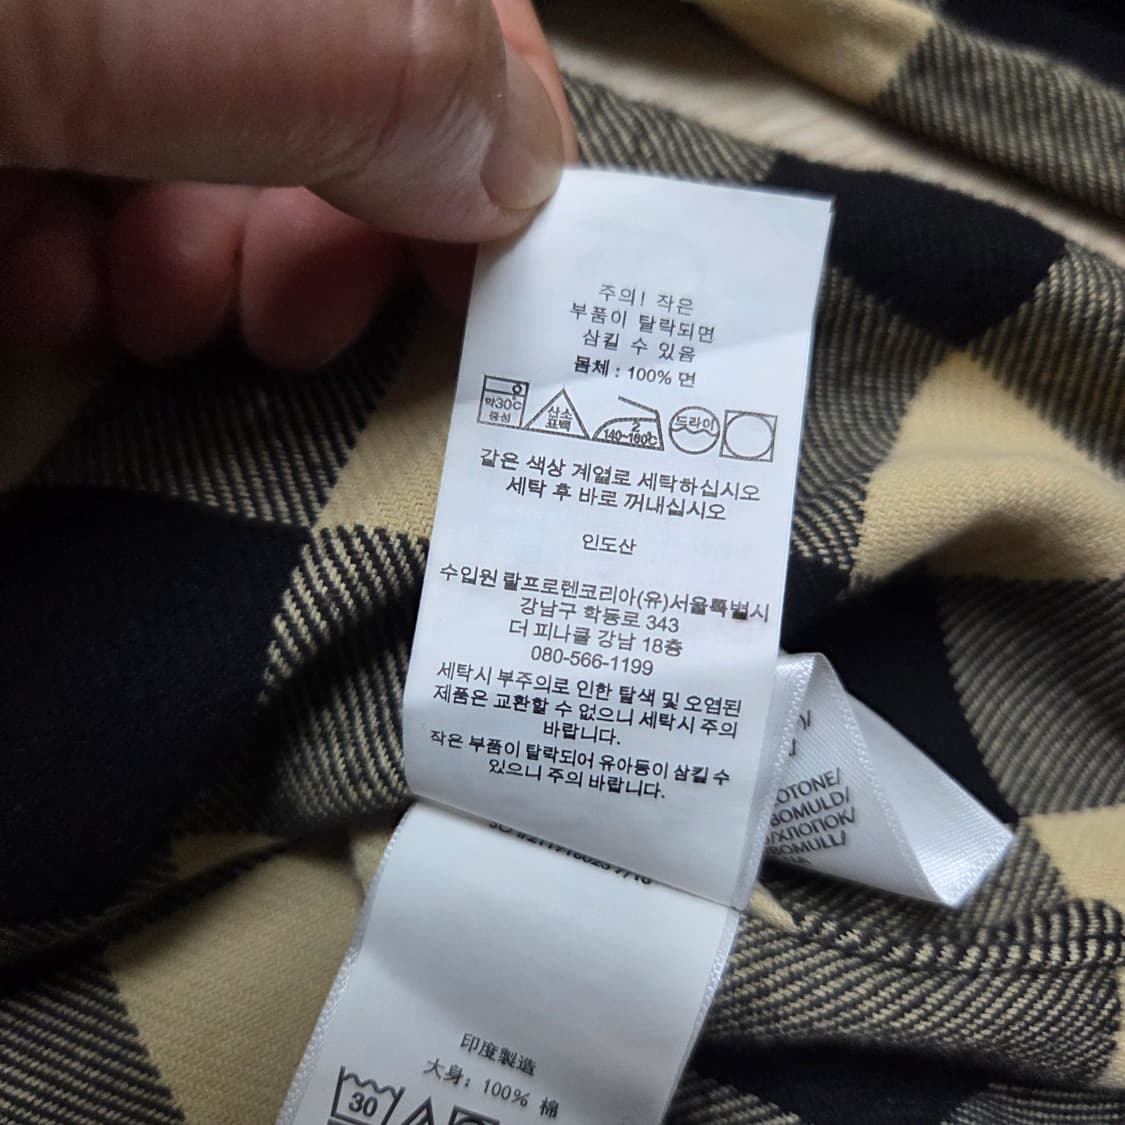 주의! 작은
부품이 탈락되면
삼킬 수 있음
몸체 : 100% 면
약30℃
중성
산소
표백
2
140~160℃
드라이
같은 색상 계열로 세탁하십시오
세탁 후 바로 꺼내십시오
인도산
수입원 랄프로렌코리아(유)서울특별시
강남구 학동로 343
더 피나클 강남 18층
080-566-1199
세탁시 부주의로 인한 탈색 및 오염된
제품은 교환할 수 없으니 세탁시 주의
바랍니다.
작은 부품이 탈락되어 유아동이 삼킬 수
있으니 주의 바랍니다.
OTONE/
BOMULD/
/ХЛОПОК/
BOMULL/
印度製造
大身: 100% 棉
30